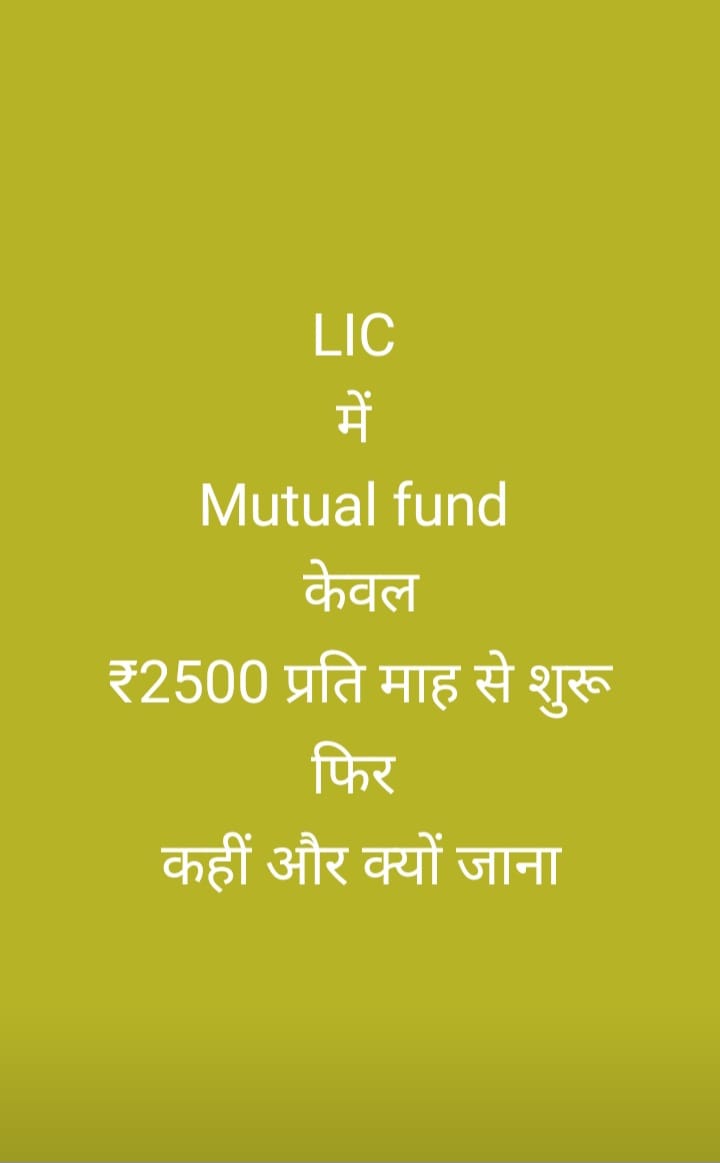 LIC
में
Mutual fund
केवल
₹2500 प्रति माह से शुरू
फिर
कहीं और क्यों जाना